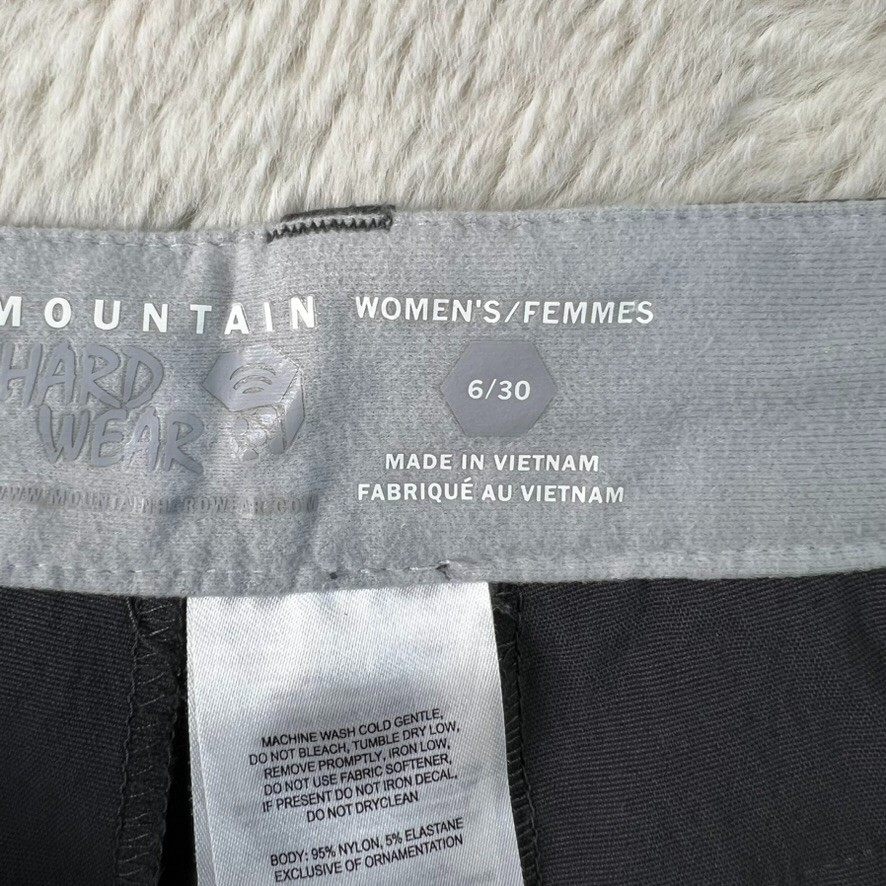 MOUNTAIN
HARD
WEAR
WWW.MOUNTAINHARDWEAR.COM
WOMEN'S/FEMMES
6/30
MADE IN VIETNAM
FABRIQUÉ AU VIETNAM
MACHINE WASH COLD GENTLE,
DO NOT BLEACH, TUMBLE DRY LOW,
REMOVE PROMPTLY, IRON LOW,
DO NOT USE FABRIC SOFTENER,
IF PRESENT DO NOT IRON DECAL,
DO NOT DRYCLEAN
BODY: 95% NYLON, 5% ELASTANE
EXCLUSIVE OF ORNAMENTATION